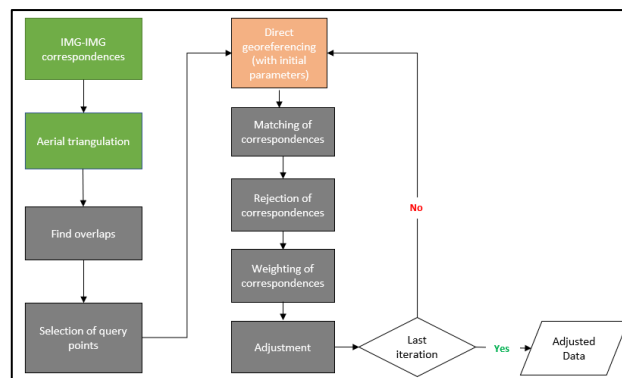 IMG-IMG
correspondences
Aerial triangulation
Find overlaps
Selection of query
points
Direct
georeferencing
(with initial
parameters)
Matching of
correspondences
Rejection of
correspondences
Weighting of
correspondences
Adjustment
Last
iteration
No
Yes
Adjusted
Data